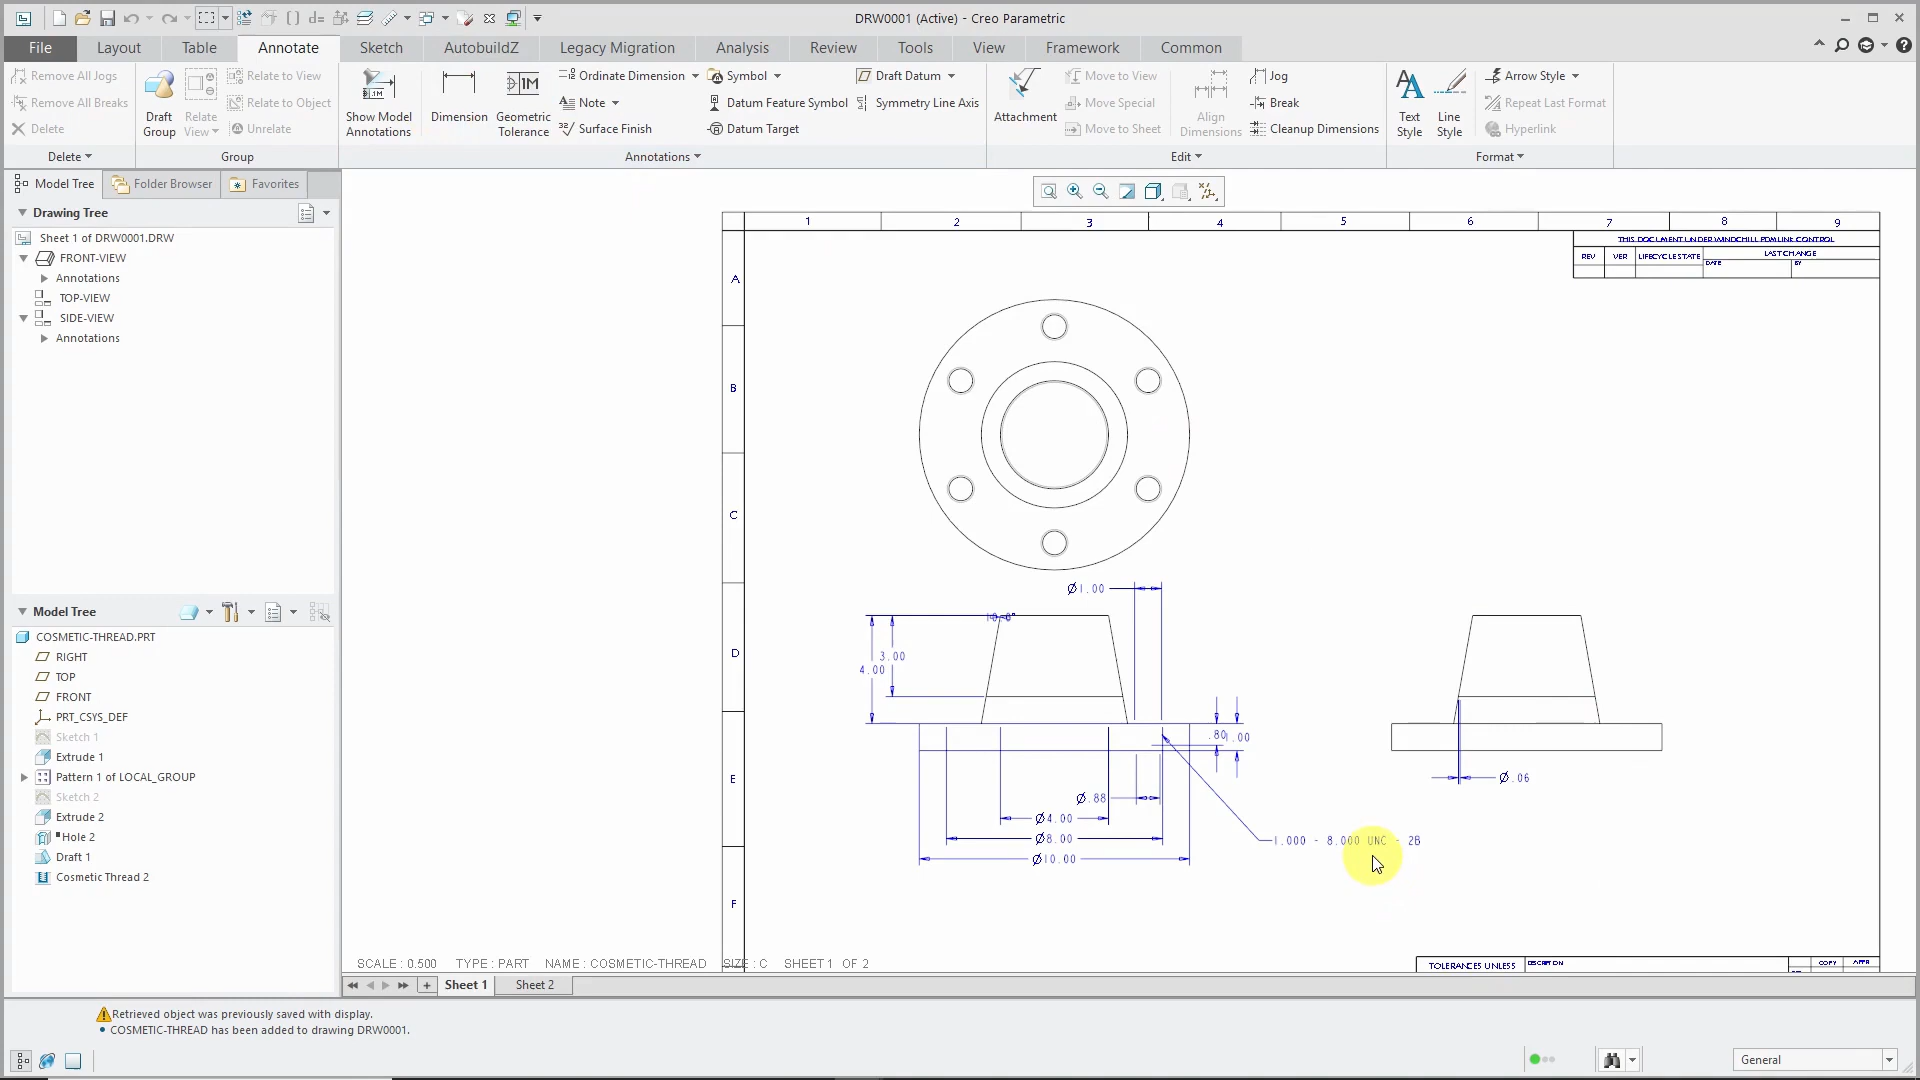 DRW0001 (Active) - Creo Parametric
File Layout Table Annotate Sketch AutobuildZ Legacy Migration Analysis Review Tools View Framework Common
Remove All Jogs
Remove All Breaks
Delete
Delete
Draft Group
Relate View
Relate to View
Relate to Object
Unrelate
Group
Show Model Annotations
Dimension
Geometric Tolerance
Ordinate Dimension
Note
Surface Finish
Symbol
Datum Feature Symbol
Datum Target
Draft Datum
Symmetry Line Axis
Annotations
Attachment
Move to View
Move Special
Move to Sheet
Align Dimensions
Jog
Break
Cleanup Dimensions
Edit
Text Style
Line Style
Arrow Style
Repeat Last Format
Hyperlink
Format
Model Tree Folder Browser Favorites
Drawing Tree
Sheet 1 of DRW0001.DRW
FRONT-VIEW
Annotations
TOP-VIEW
SIDE-VIEW
Annotations
Model Tree
COSMETIC-THREAD.PRT
RIGHT
TOP
FRONT
PRT_CSYS_DEF
Sketch 1
Extrude 1
Pattern 1 of LOCAL_GROUP
Sketch 2
Extrude 2
Hole 2
Draft 1
Cosmetic Thread 2
1 2 3 4 5 6 7 8 9
THIS DOCUMENT UNDER WINDCHILL PDMLINK CONTROL
REV VER LIFECYCLE STATE LAST CHANGE
DATE BY
A
B
C
D
E
F
Ø1.00
3.00
4.00
.80
1.00
Ø.88
Ø4.00
Ø8.00
Ø10.00
Ø.06
1.000 - 8.000 UNC - 2B
TOLERANCES UNLESS DESCRIPTION COPY APPR
SCALE : 0.500 TYPE : PART NAME : COSMETIC-THREAD SIZE : C SHEET 1 OF 2
Sheet 1 Sheet 2
Retrieved object was previously saved with display.
COSMETIC-THREAD has been added to drawing DRW0001.
General